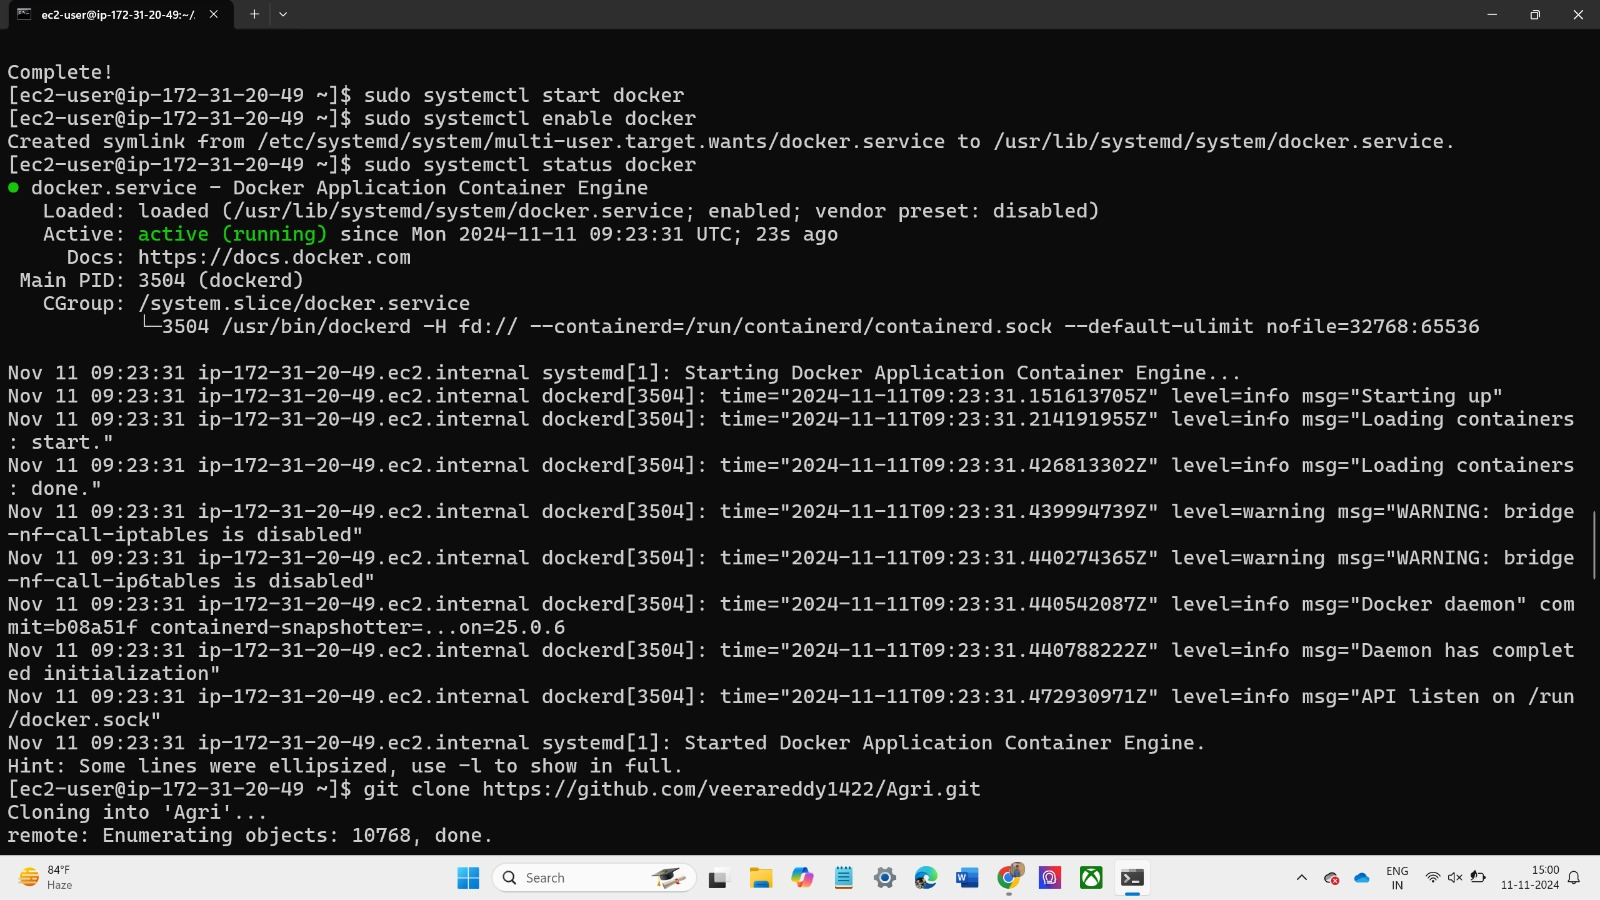 ec2-user@ip-172-31-20-49:~/.
Complete!
[ec2-user@ip-172-31-20-49 ~]$ sudo systemctl start docker
[ec2-user@ip-172-31-20-49 ~]$ sudo systemctl enable docker
Created symlink from /etc/systemd/system/multi-user.target.wants/docker.service to /usr/lib/systemd/system/docker.service.
[ec2-user@ip-172-31-20-49 ~]$ sudo systemctl status docker
● docker.service - Docker Application Container Engine
Loaded: loaded (/usr/lib/systemd/system/docker.service; enabled; vendor preset: disabled)
Active: active (running) since Mon 2024-11-11 09:23:31 UTC; 23s ago
Docs: https://docs.docker.com
Main PID: 3504 (dockerd)
CGroup: /system.slice/docker.service
└─3504 /usr/bin/dockerd -H fd:// --containerd=/run/containerd/containerd.sock --default-ulimit nofile=32768:65536
Nov 11 09:23:31 ip-172-31-20-49.ec2.internal systemd[1]: Starting Docker Application Container Engine...
Nov 11 09:23:31 ip-172-31-20-49.ec2.internal dockerd[3504]: time="2024-11-11T09:23:31.151613705Z" level=info msg="Starting up"
Nov 11 09:23:31 ip-172-31-20-49.ec2.internal dockerd[3504]: time="2024-11-11T09:23:31.214191955Z" level=info msg="Loading containers
: start."
Nov 11 09:23:31 ip-172-31-20-49.ec2.internal dockerd[3504]: time="2024-11-11T09:23:31.426813302Z" level=info msg="Loading containers
: done."
Nov 11 09:23:31 ip-172-31-20-49.ec2.internal dockerd[3504]: time="2024-11-11T09:23:31.439994739Z" level=warning msg="WARNING: bridge
-nf-call-iptables is disabled"
Nov 11 09:23:31 ip-172-31-20-49.ec2.internal dockerd[3504]: time="2024-11-11T09:23:31.440274365Z" level=warning msg="WARNING: bridge
-nf-call-ip6tables is disabled"
Nov 11 09:23:31 ip-172-31-20-49.ec2.internal dockerd[3504]: time="2024-11-11T09:23:31.440542087Z" level=info msg="Docker daemon" com
mit=b08a51f containerd-snapshotter=...on=25.0.6
Nov 11 09:23:31 ip-172-31-20-49.ec2.internal dockerd[3504]: time="2024-11-11T09:23:31.440788222Z" level=info msg="Daemon has complet
ed initialization"
Nov 11 09:23:31 ip-172-31-20-49.ec2.internal dockerd[3504]: time="2024-11-11T09:23:31.472930971Z" level=info msg="API listen on /run
/docker.sock"
Nov 11 09:23:31 ip-172-31-20-49.ec2.internal systemd[1]: Started Docker Application Container Engine.
Hint: Some lines were ellipsized, use -l to show in full.
[ec2-user@ip-172-31-20-49 ~]$ git clone https://github.com/veerareddy1422/Agri.git
Cloning into 'Agri'...
remote: Enumerating objects: 10768, done.
84°F
Haze
Search
ENG
IN
15:00
11-11-2024